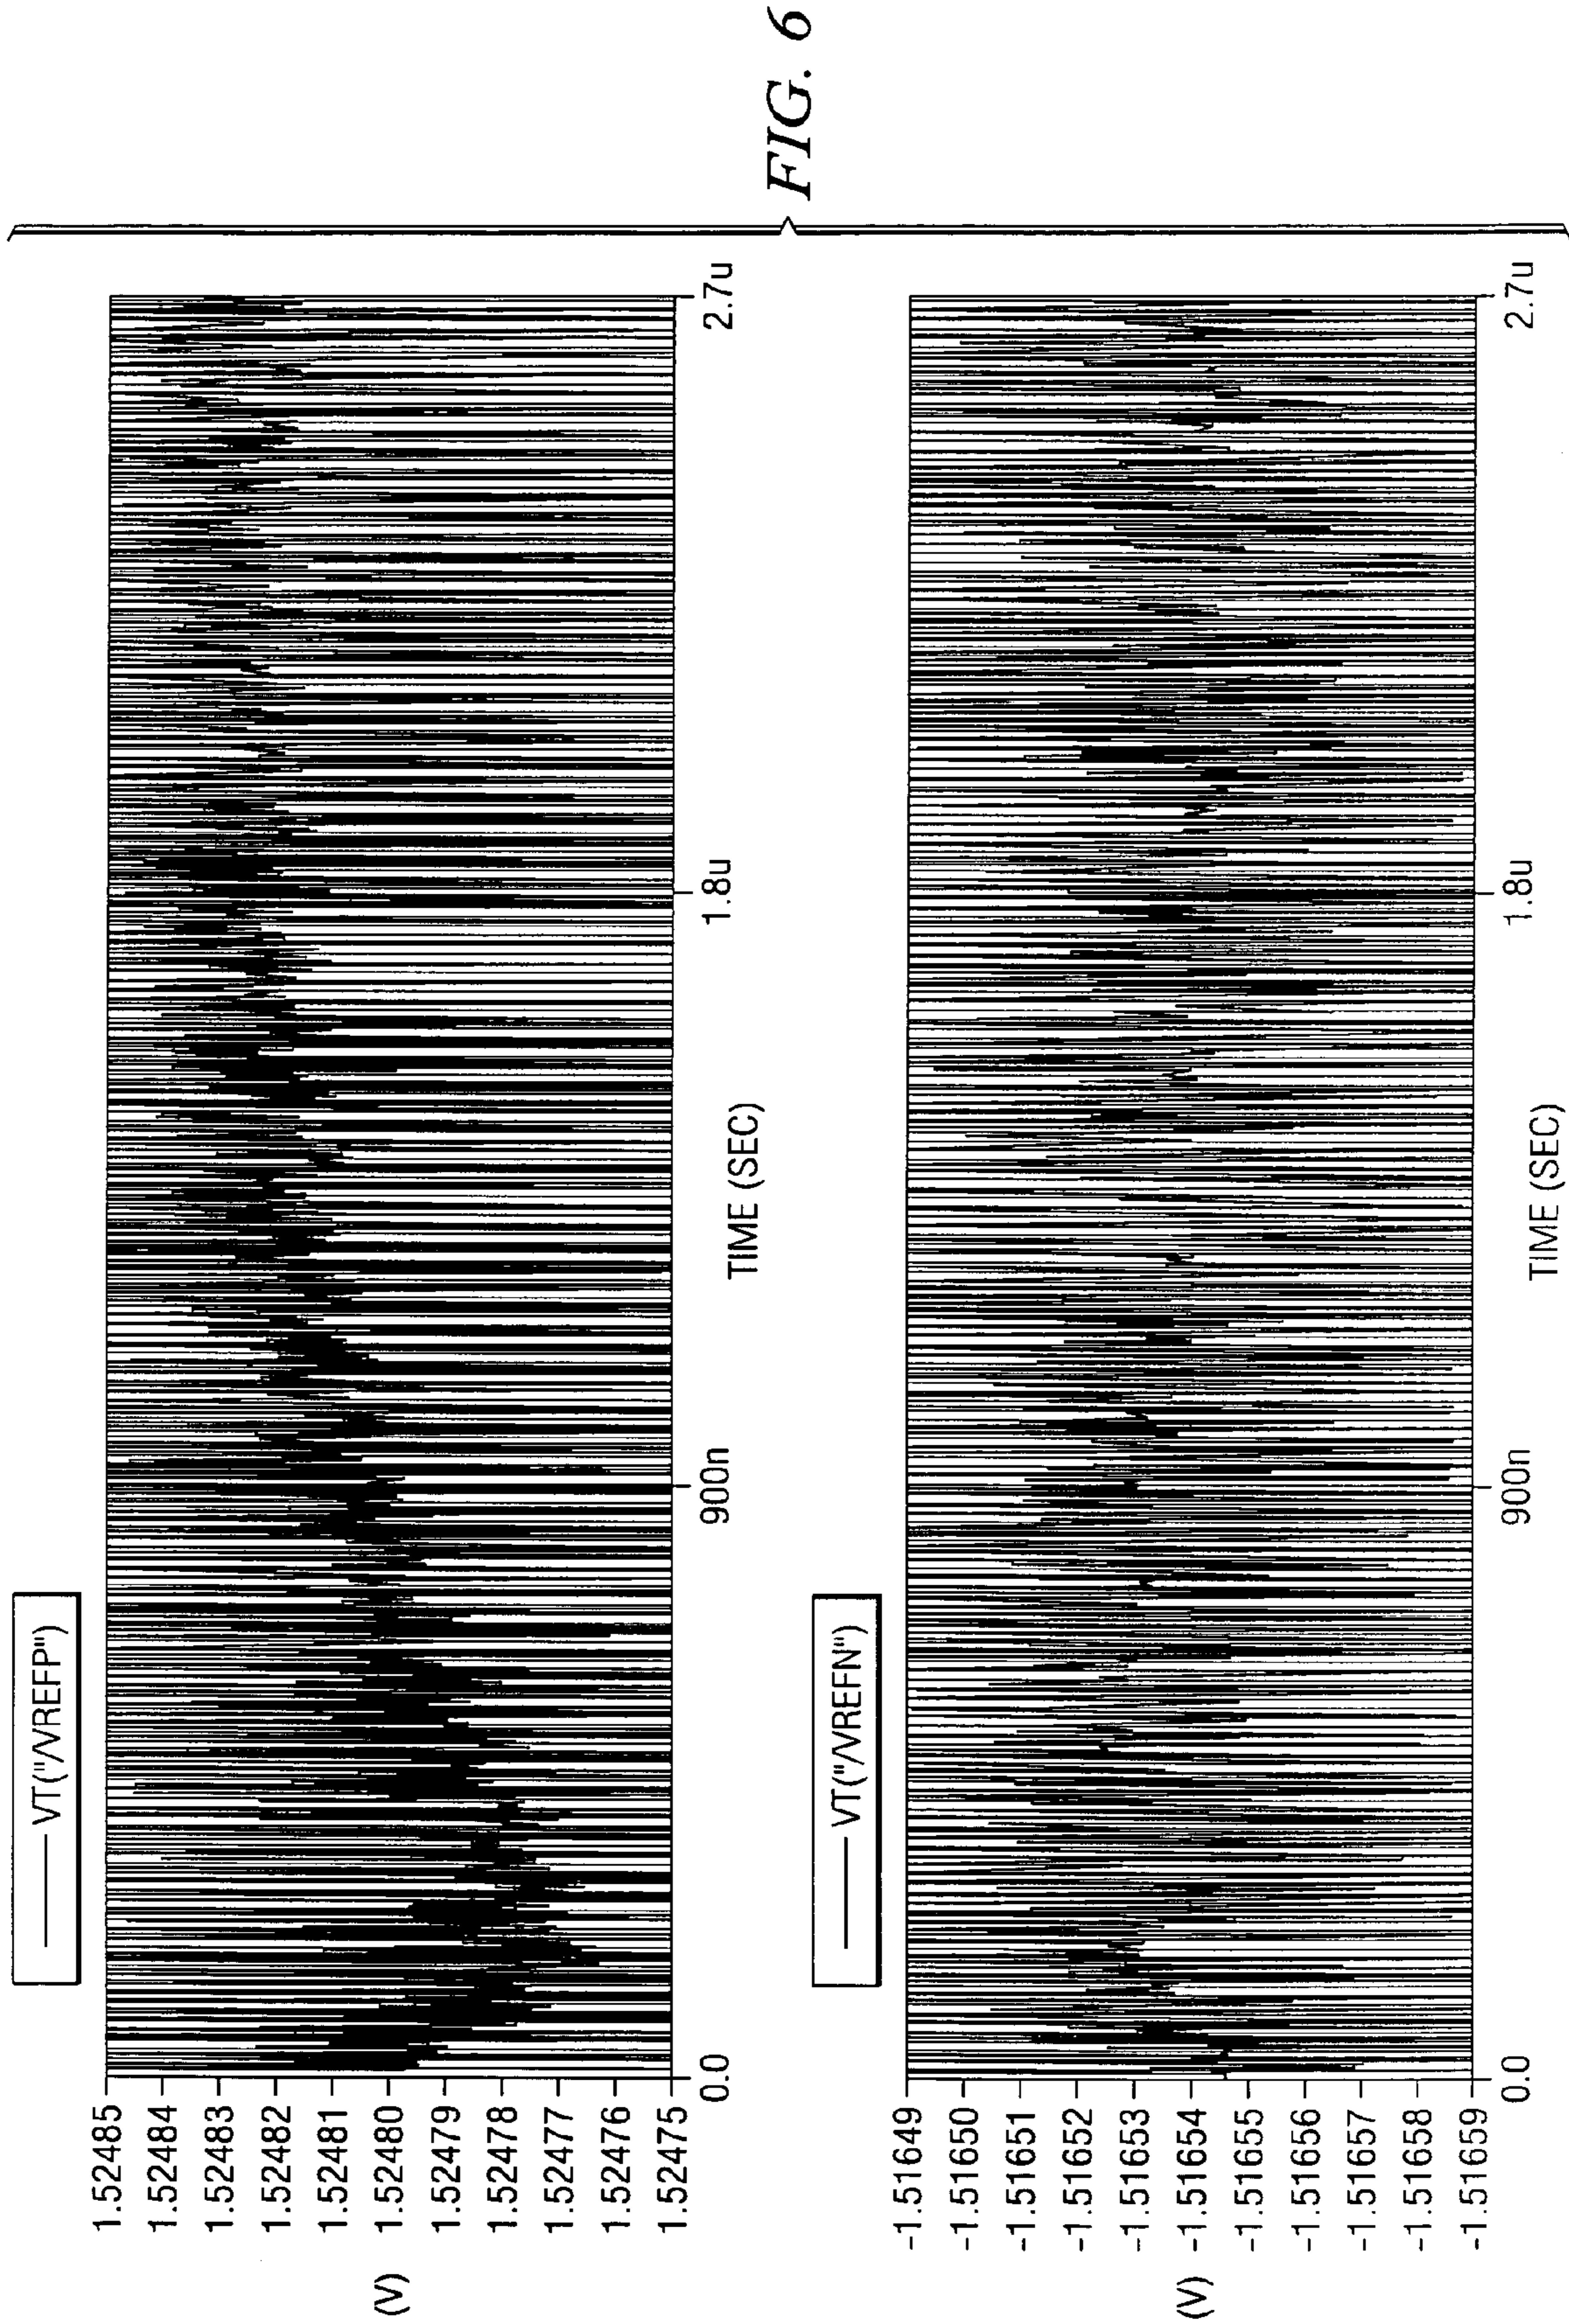 VT("/VREFP")
1.52485
1.52484
1.52483
1.52482
1.52481
1.52480
1.52479
1.52478
1.52477
1.52476
1.52475
(V)
0.0
900n
1.8u
2.7u
TIME (SEC)
VT("/VREFN")
-1.51649
-1.51650
-1.51651
-1.51652
-1.51653
-1.51654
-1.51655
-1.51656
-1.51657
-1.51658
-1.51659
(V)
0.0
900n
1.8u
2.7u
TIME (SEC)
FIG. 6